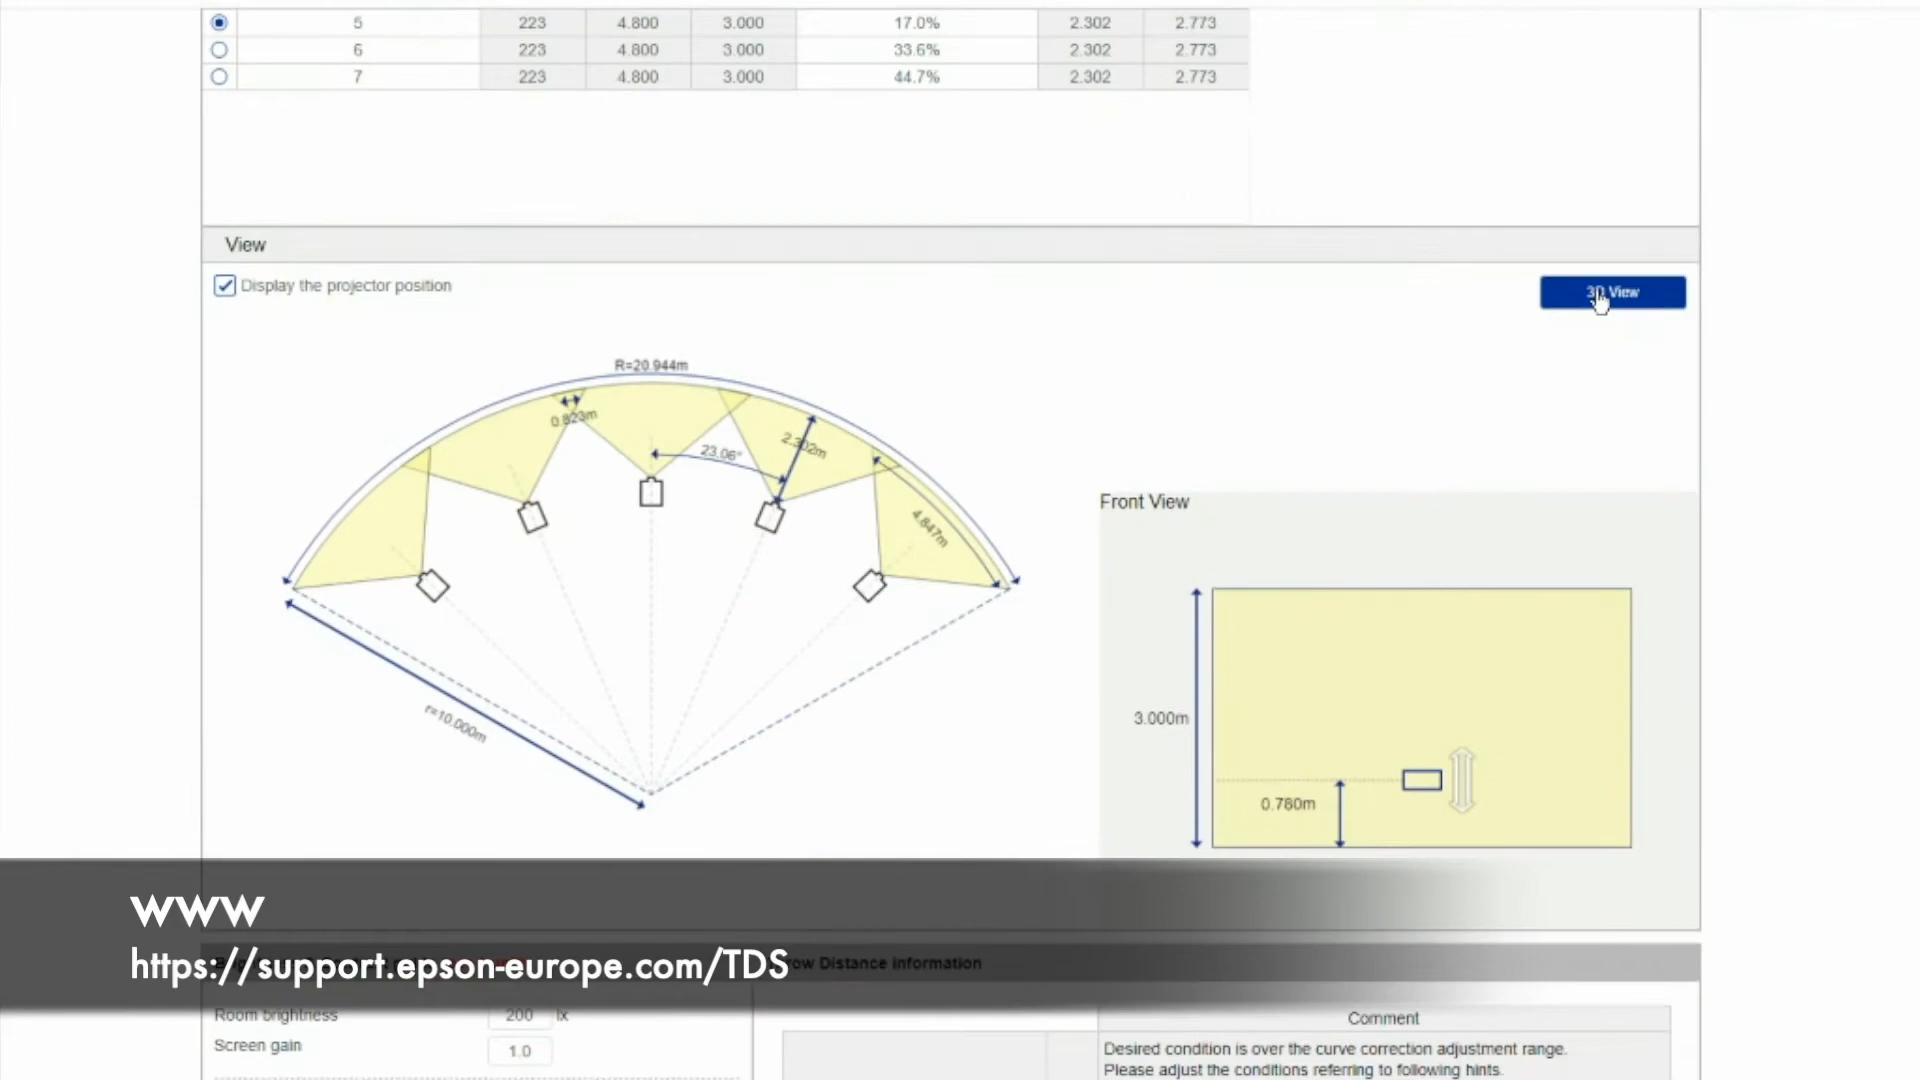 5 223 4.800 3.000 17.0% 2.302 2.773
6 223 4.800 3.000 33.6% 2.302 2.773
7 223 4.800 3.000 44.7% 2.302 2.773
View
Display the projector position
3D View
R=20.944m
0.823m
23.06°
2.302m
4.847m
r=10.000m
Front View
3.000m
0.780m
www
https://support.epson-europe.com/TDS
row Distance information
Room brightness 200 lx
Screen gain 1.0
Comment
Desired condition is over the curve correction adjustment range.
Please adjust the conditions referring to following hints.